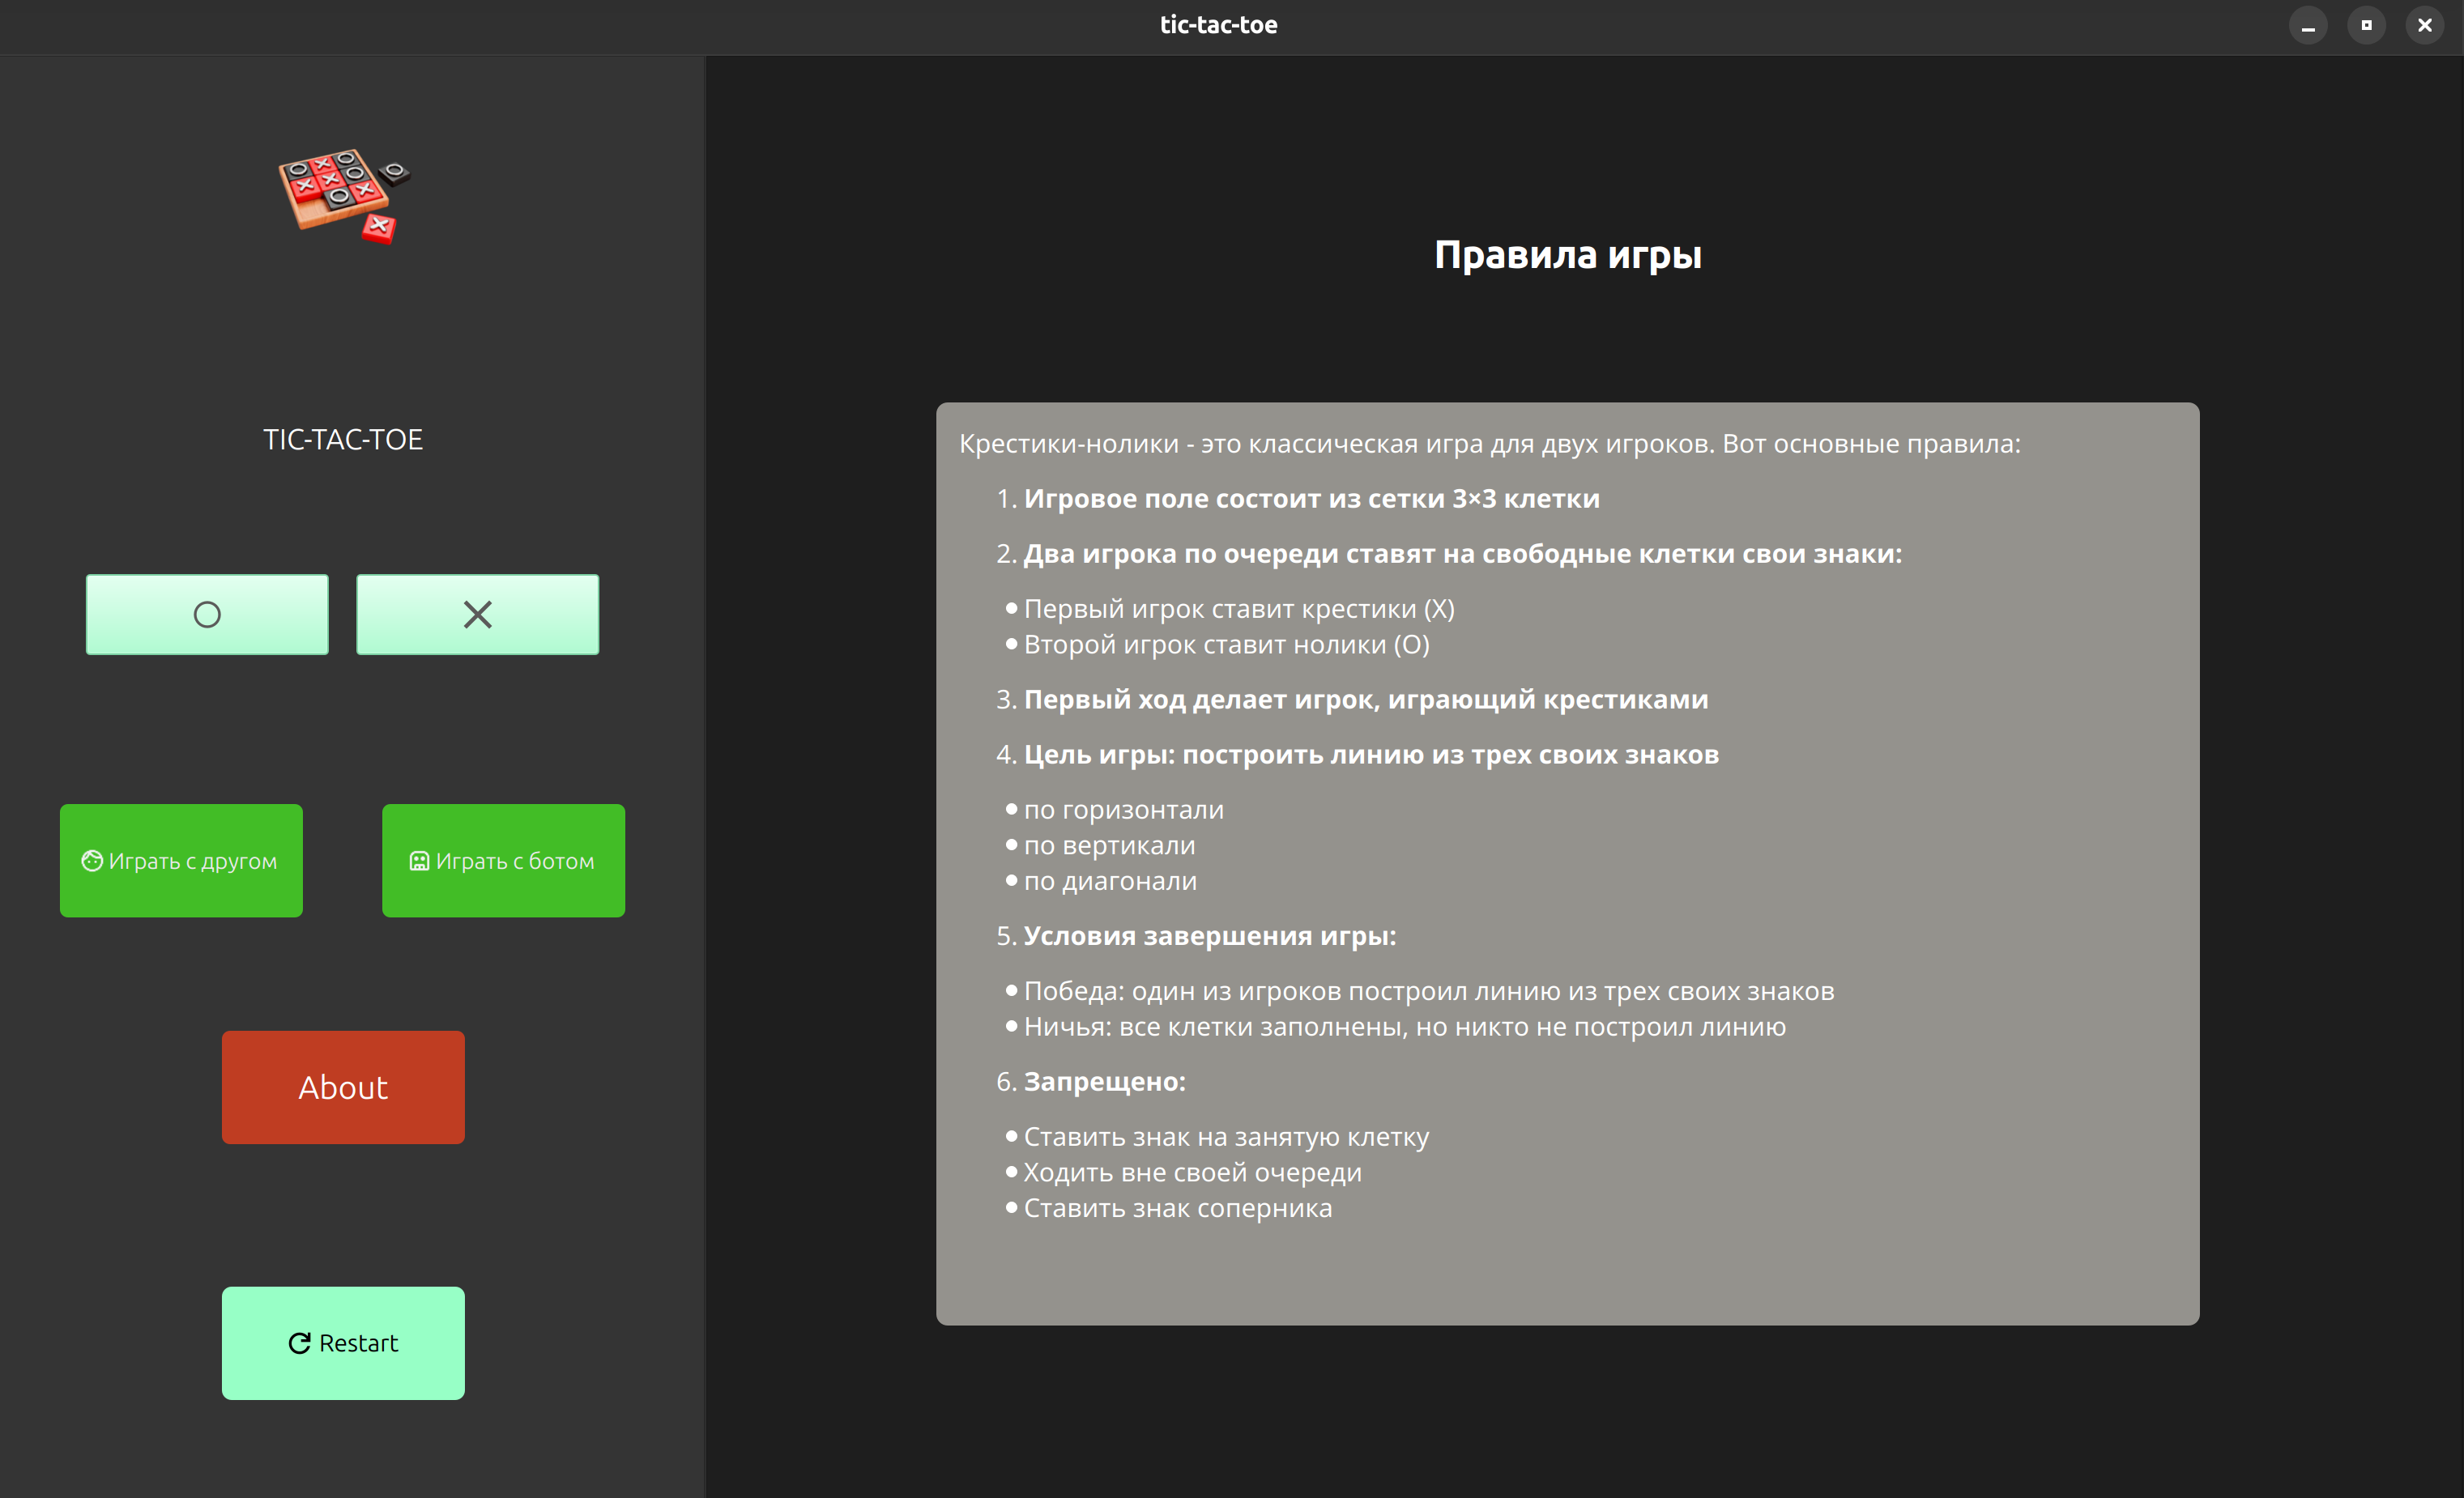 tic-tac-toe
TIC-TAC-TOE
Играть с другом
Играть с ботом
About
Restart
Правила игры
Крестики-нолики - это классическая игра для двух игроков. Вот основные правила:
1. Игровое поле состоит из сетки 3×3 клетки
2. Два игрока по очереди ставят на свободные клетки свои знаки:
• Первый игрок ставит крестики (X)
• Второй игрок ставит нолики (O)
3. Первый ход делает игрок, играющий крестиками
4. Цель игры: построить линию из трех своих знаков
• по горизонтали
• по вертикали
• по диагонали
5. Условия завершения игры:
• Победа: один из игроков построил линию из трех своих знаков
• Ничья: все клетки заполнены, но никто не построил линию
6. Запрещено:
• Ставить знак на занятую клетку
• Ходить вне своей очереди
• Ставить знак соперника